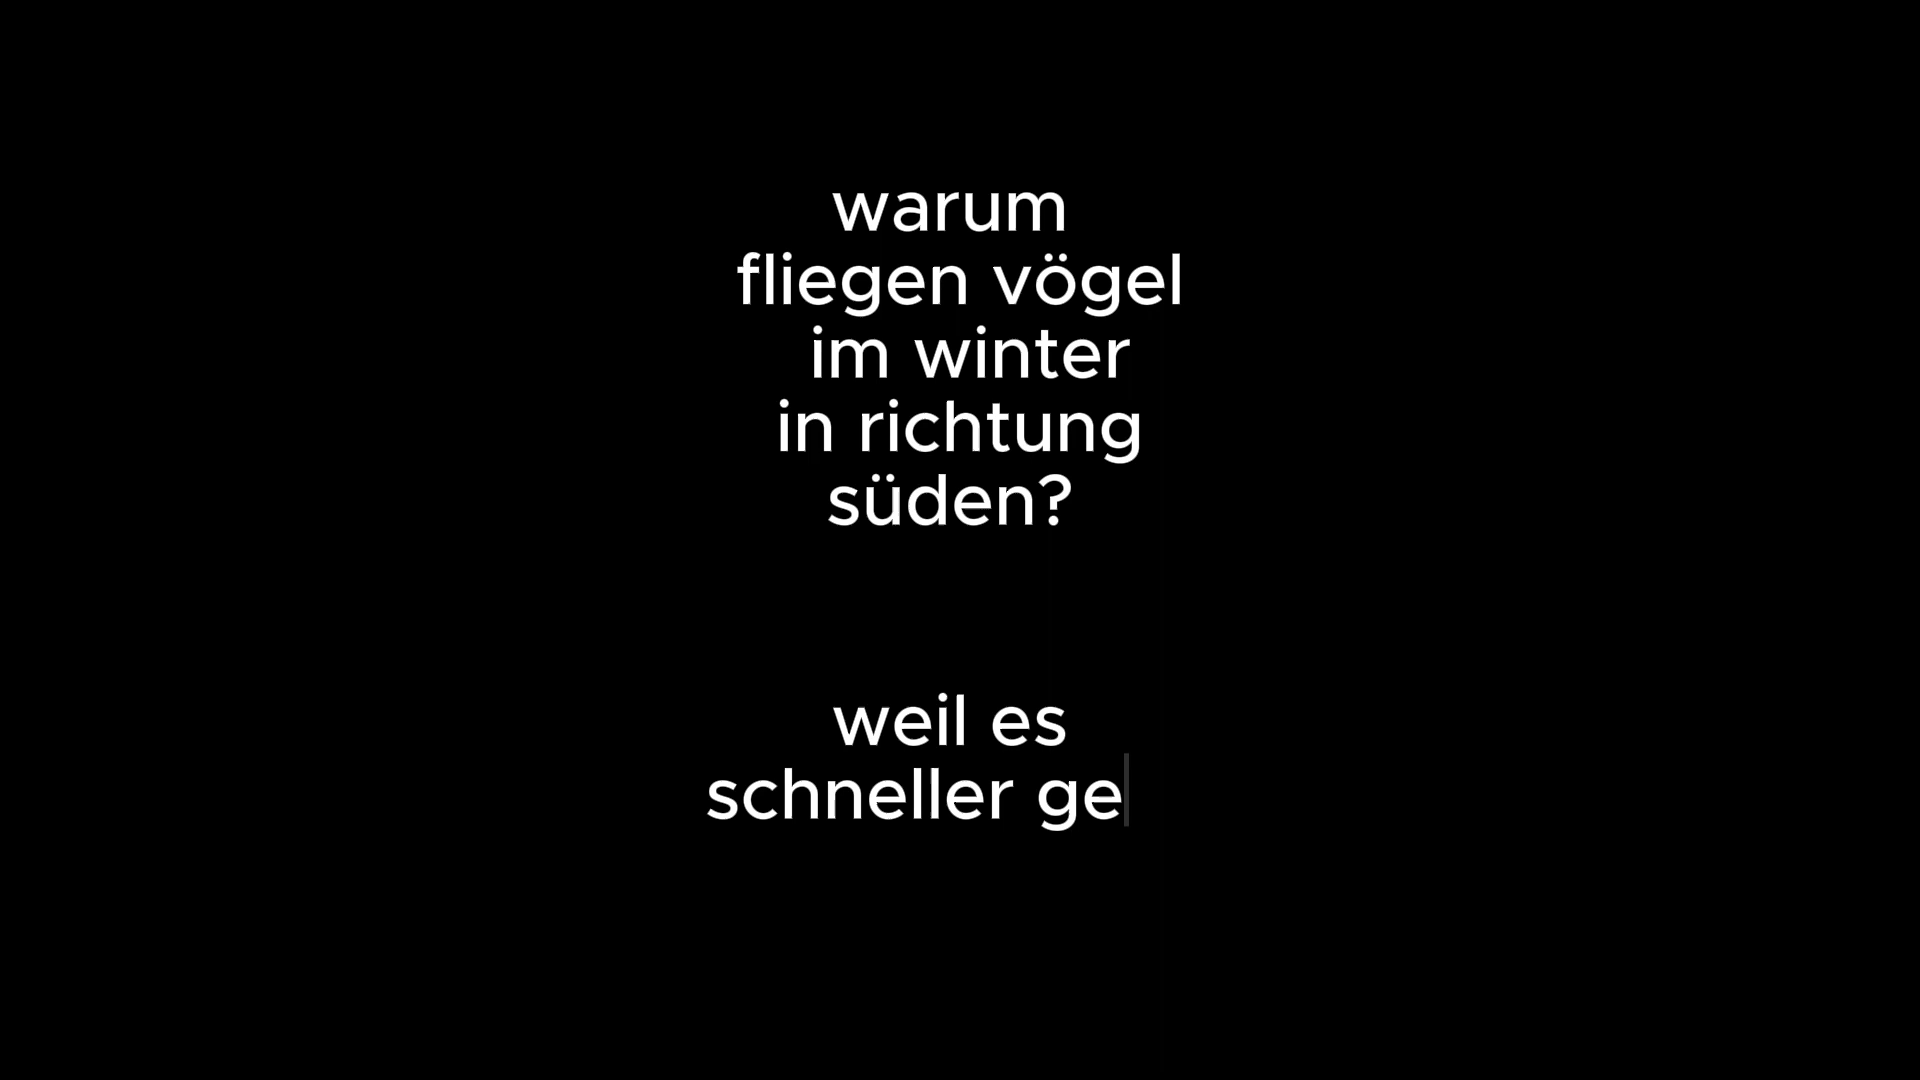 warum
fliegen vögel
im winter
in richtung
süden?
weil es
schneller ge